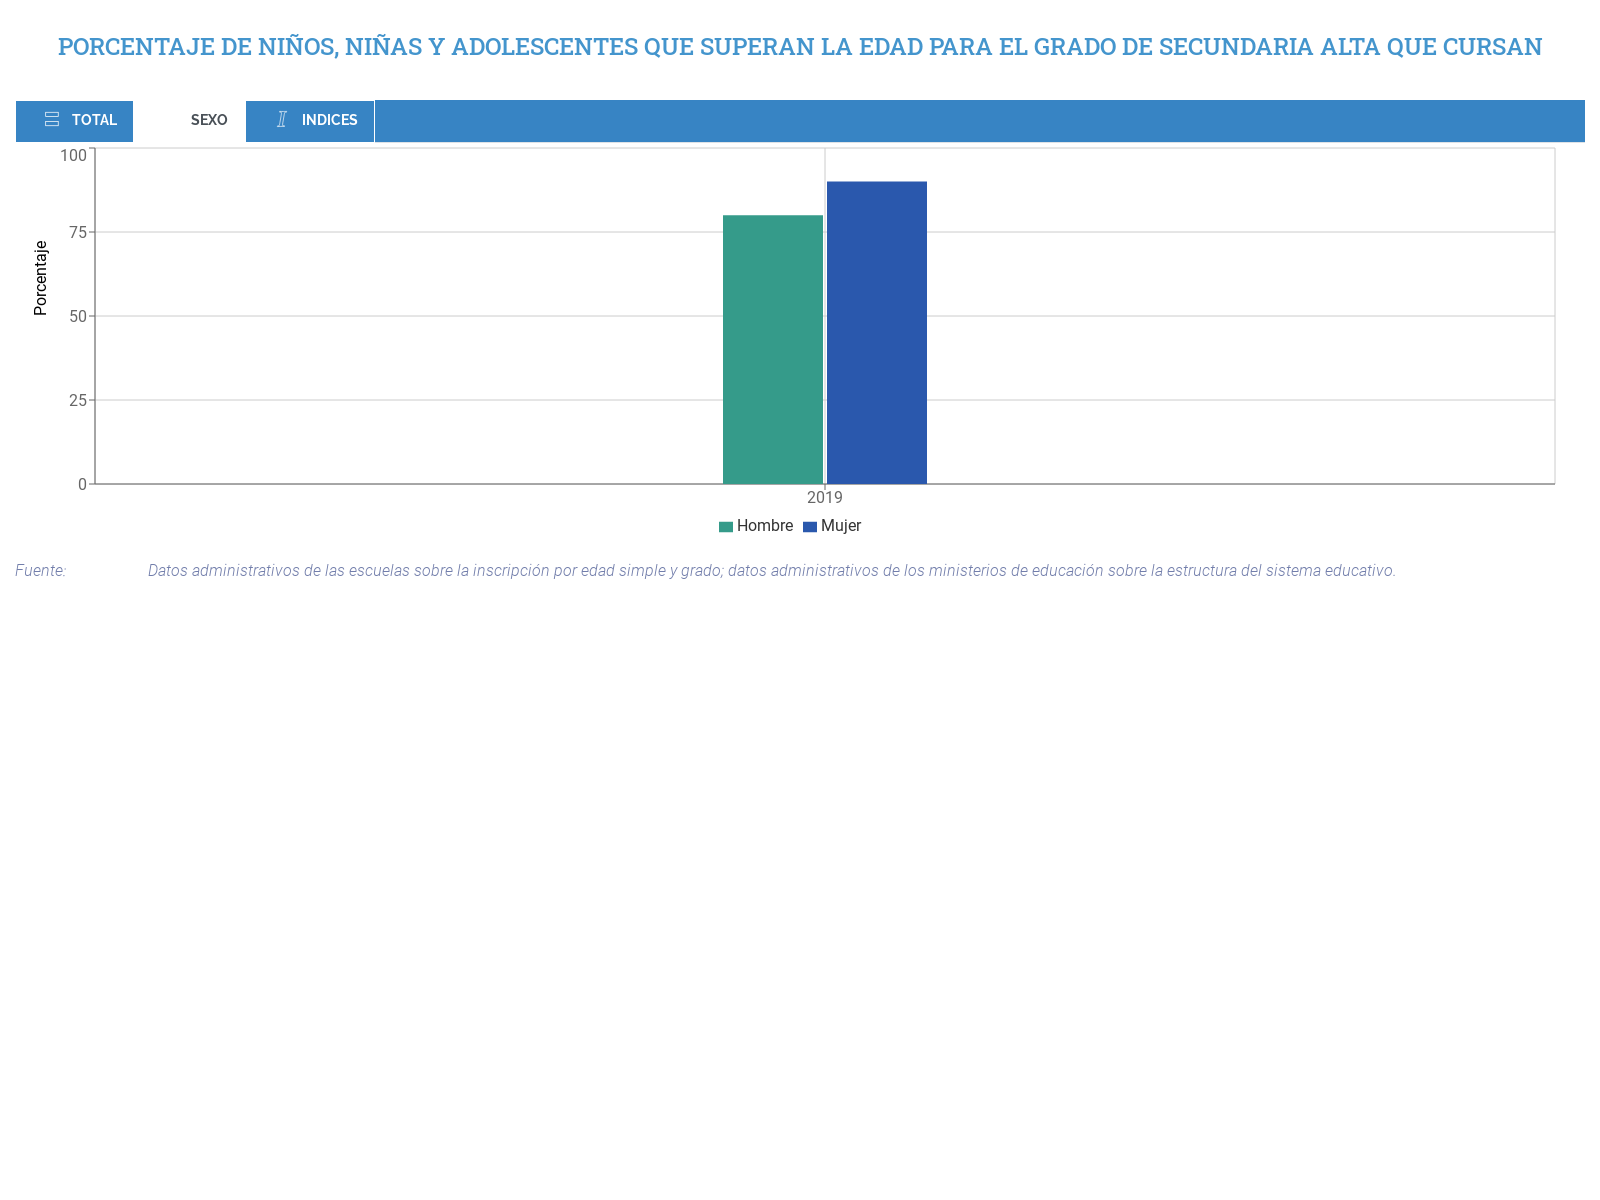 PORCENTAJE DE NIÑOS, NIÑAS Y ADOLESCENTES QUE SUPERAN LA EDAD PARA EL GRADO DE SECUNDARIA ALTA QUE CURSAN
TOTAL SEXO INDICES
100
75
50
25
0
Porcentaje
2019
Hombre Mujer
Fuente: Datos administrativos de las escuelas sobre la inscripción por edad simple y grado; datos administrativos de los ministerios de educación sobre la estructura del sistema educativo.